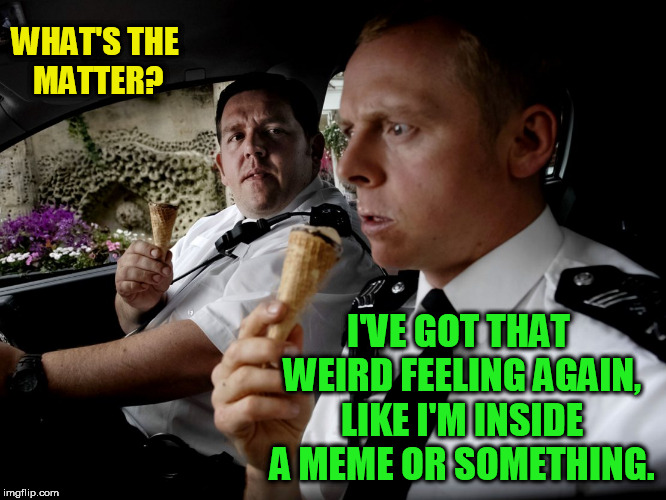 WHAT'S THE
MATTER?
I'VE GOT THAT
WEIRD FEELING AGAIN,
LIKE I'M INSIDE
A MEME OR SOMETHING.
imgflip.com